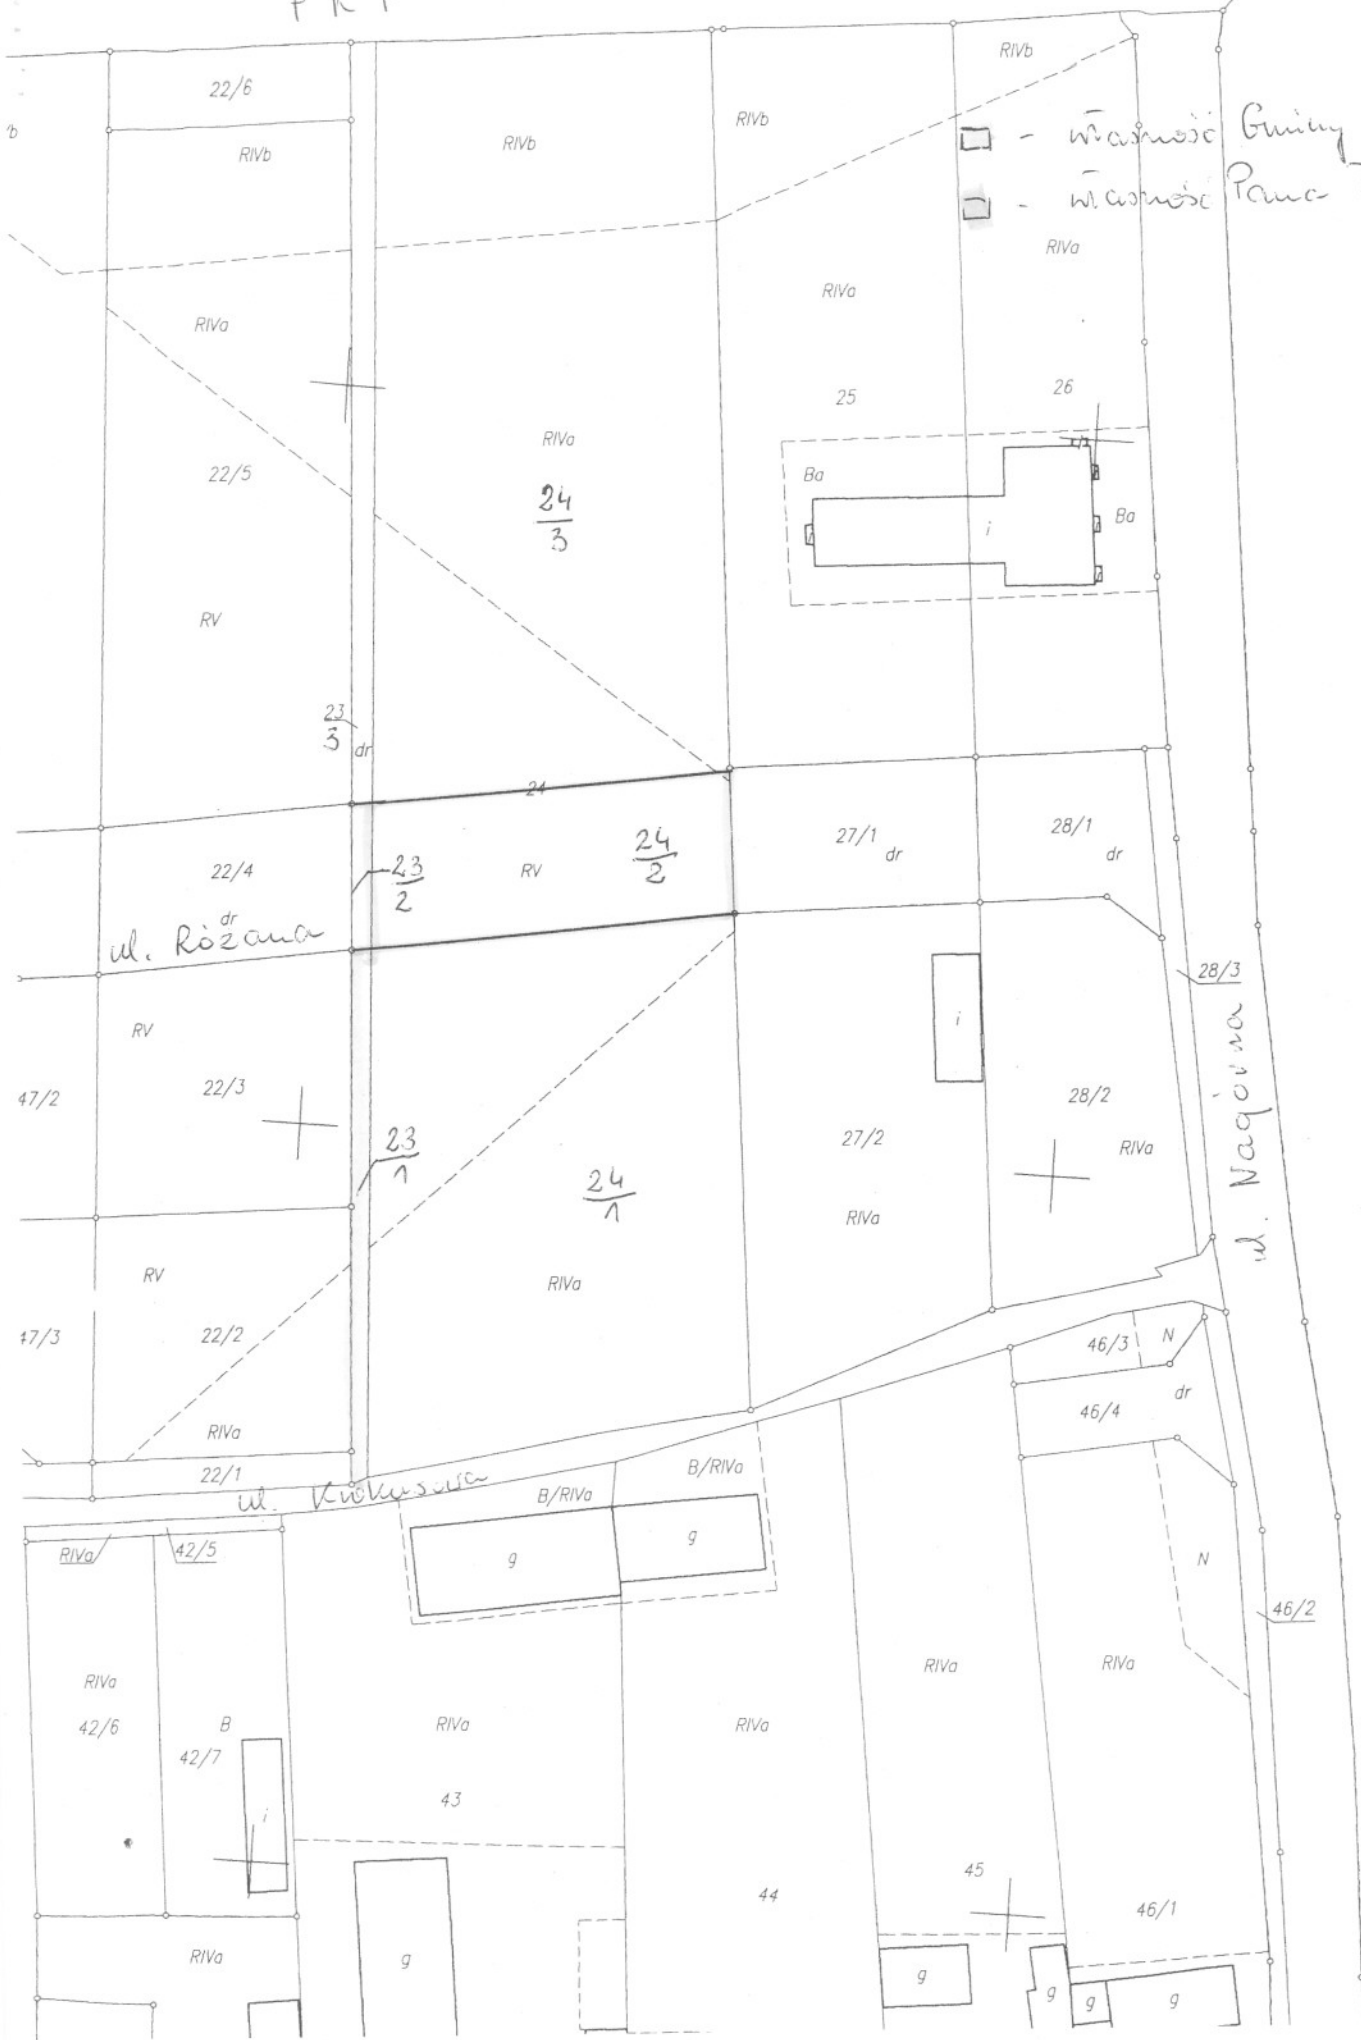 P K P
22/6
RIVb
RIVb
RIVb
RIVb
- własność Gminy
- własność Pana
RIVa
RIVa
RIVa
RIVa
22/5
24
3
25
26
Ba
Ba
i
RV
23
3
dr
24
22/4
dr
23
2
RV
24
2
27/1
dr
28/1
dr
ul. Różana
28/3
RV
i
47/2
22/3
23
1
24
1
27/2
28/2
RIVa
ul. Nagórna
RIVa
RV
RIVa
47/3
22/2
46/3
N
46/4
dr
RIVa
22/1
ul. Krokusowa
B/RIVa
B/RIVa
g
g
RIVa
42/5
N
46/2
RIVa
42/6
B
42/7
i
RIVa
43
RIVa
RIVa
RIVa
44
45
46/1
RIVa
g
g
g
g
g